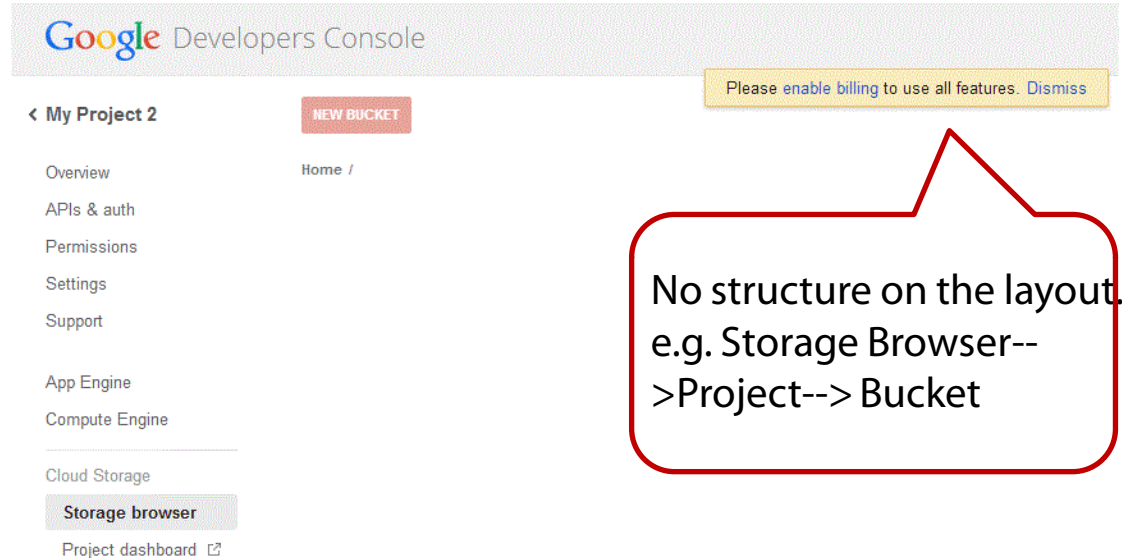 Google Developers Console
Please enable billing to use all features. Dismiss
< My Project 2
NEW BUCKET
Overview
Home /
APIs & auth
Permissions
Settings
Support
App Engine
Compute Engine
Cloud Storage
Storage browser
Project dashboard
No structure on the layout.
e.g. Storage Browser--
>Project--> Bucket